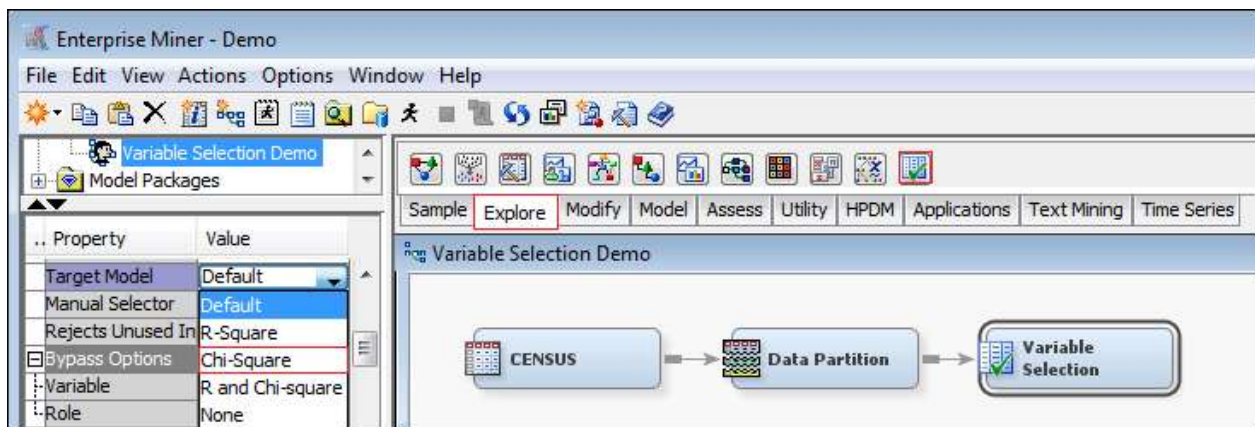 Enterprise Miner - Demo
File Edit View Actions Options Window Help
Variable Selection Demo
Model Packages
.. Property Value
Target Model Default
Manual Selector Default
Rejects Unused In R-Square
Bypass Options Chi-Square
Variable R and Chi-square
Role None
Sample Explore Modify Model Assess Utility HPDM Applications Text Mining Time Series
Variable Selection Demo
CENSUS
Data Partition
Variable
Selection